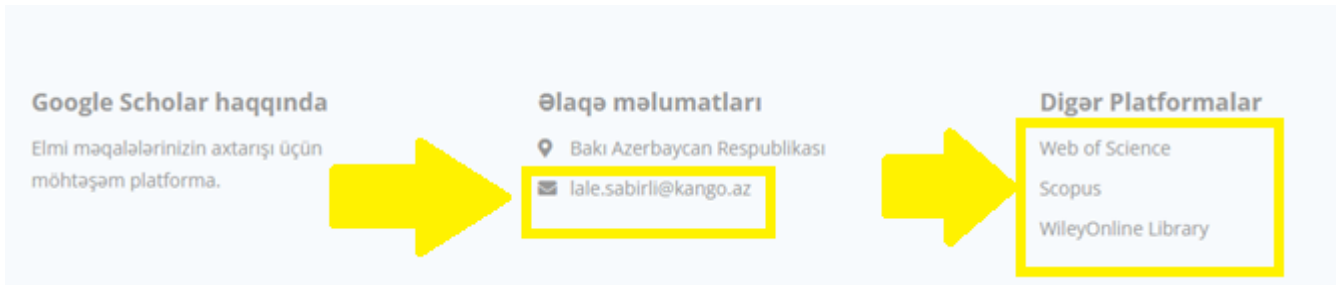 Google Scholar haqqında
Elmi məqalələrinizin axtarışı üçün
möhtəşəm platforma.
Əlaqə məlumatları
Bakı Azerbaycan Respublikası
lale.sabirli@kango.az
Digər Platformalar
Web of Science
Scopus
WileyOnline Library